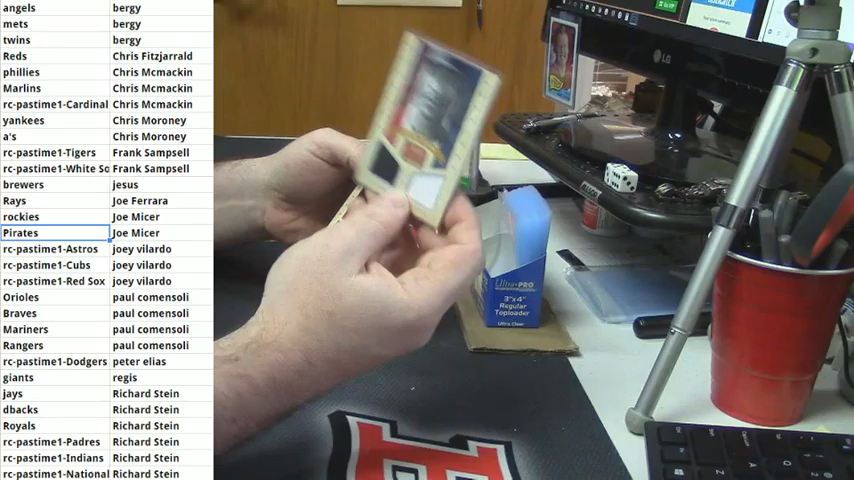 angels bergy
mets bergy
twins bergy
Reds Chris Fitzjarrald
phillies Chris Mcmackin
Marlins Chris Mcmackin
rc-pastime1-Cardinal Chris Mcmackin
yankees Chris Moroney
a's Chris Moroney
rc-pastime1-Tigers Frank Sampsell
rc-pastime1-White So Frank Sampsell
brewers jesus
Rays Joe Ferrara
rockies Joe Micer
Pirates Joe Micer
rc-pastime1-Astros joey vilardo
rc-pastime1-Cubs joey vilardo
rc-pastime1-Red Sox joey vilardo
Orioles paul comensoli
Braves paul comensoli
Mariners paul comensoli
Rangers paul comensoli
rc-pastime1-Dodgers peter elias
giants regis
jays Richard Stein
dbacks Richard Stein
Royals Richard Stein
rc-pastime1-Padres Richard Stein
rc-pastime1-Indians Richard Stein
rc-pastime1-National Richard Stein
LG
Ultra-PRO
3"x4"
Regular
Toploader
Ultra Clear